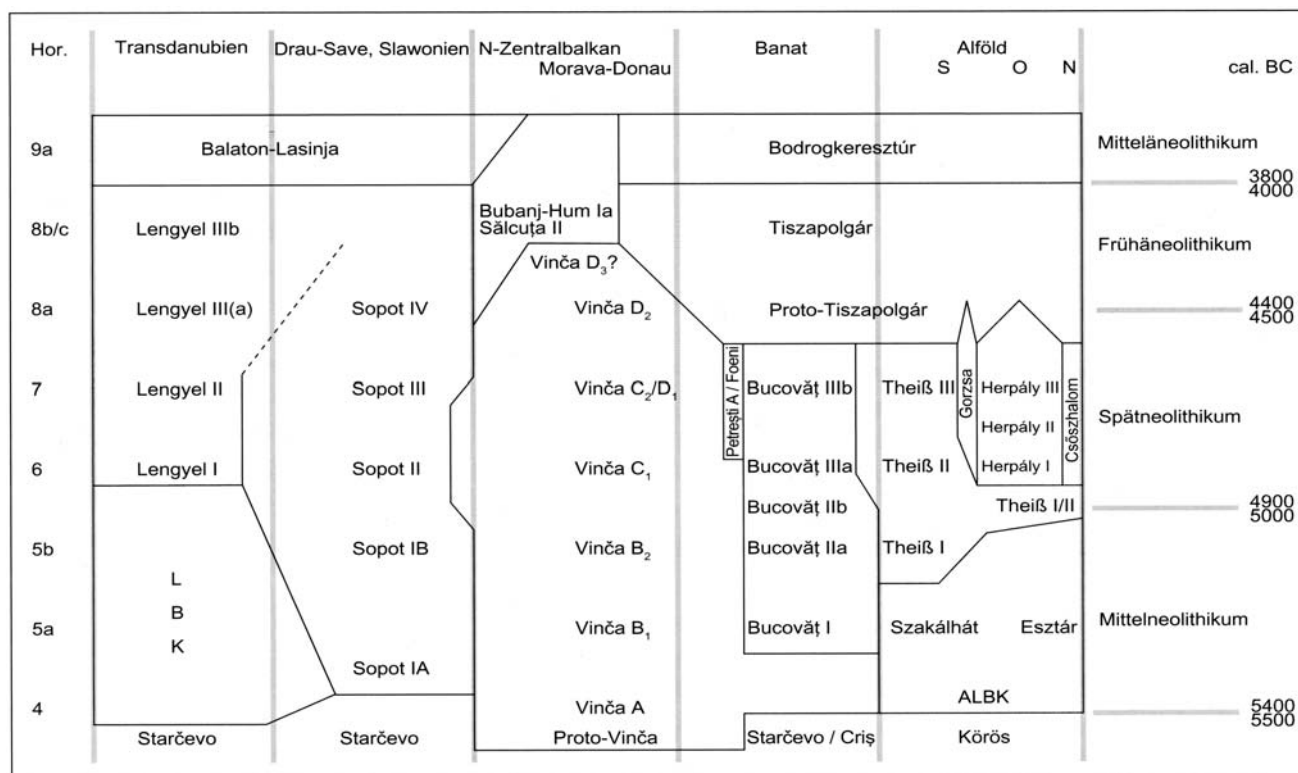 Hor. Transdanubien Drau-Save, Slawonien N-Zentralbalkan Banat Alföld
Morava-Donau S O N cal. BC
9a Balaton-Lasinja Bodrogkeresztúr Mitteläneolithikum
3800
4000
Bubanj-Hum Ia
8b/c Lengyel IIIb Sălcuța II Tiszapolgár
Frühäneolithikum
Vinča D₃?
8a Lengyel III(a) Sopot IV Vinča D₂ Proto-Tiszapolgár 4400
4500
Petrești A / Foeni
Gorzsa
Csőszhalom
7 Lengyel II Sopot III Vinča C₂/D₁ Bucovăț IIIb Theiß III Herpály III
Spätneolithikum
Herpály II
6 Lengyel I Sopot II Vinča C₁ Bucovăț IIIa Theiß II Herpály I
Bucovăț IIb Theiß I/II 4900
5000
5b Sopot IB Vinča B₂ Bucovăț IIa Theiß I
L
B
K
5a Vinča B₁ Bucovăț I Szakálhát Esztár Mittelneolithikum
Sopot IA
4 Vinča A ALBK 5400
5500
Starčevo Starčevo Proto-Vinča Starčevo / Criș Körös